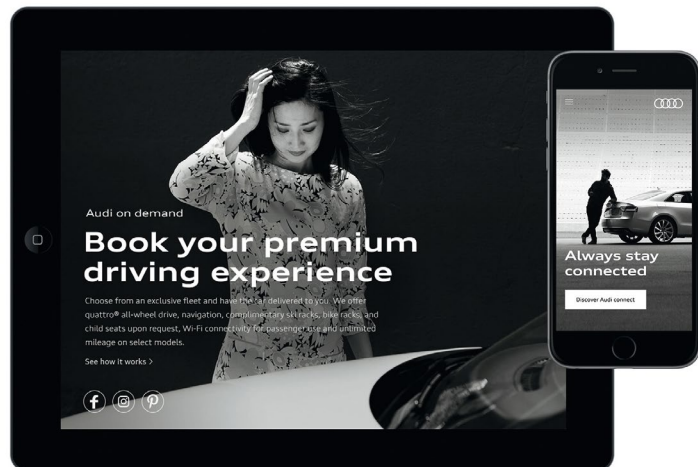 Audi on demand
Book your premium
driving experience
Choose from an exclusive fleet and have the car delivered to you. We offer
quattro® all-wheel drive, navigation, complimentary ski racks, bike racks, and
child seats upon request, Wi-Fi connectivity for passenger use and unlimited
mileage on select models.
See how it works >
Always stay
connected
Discover Audi connect